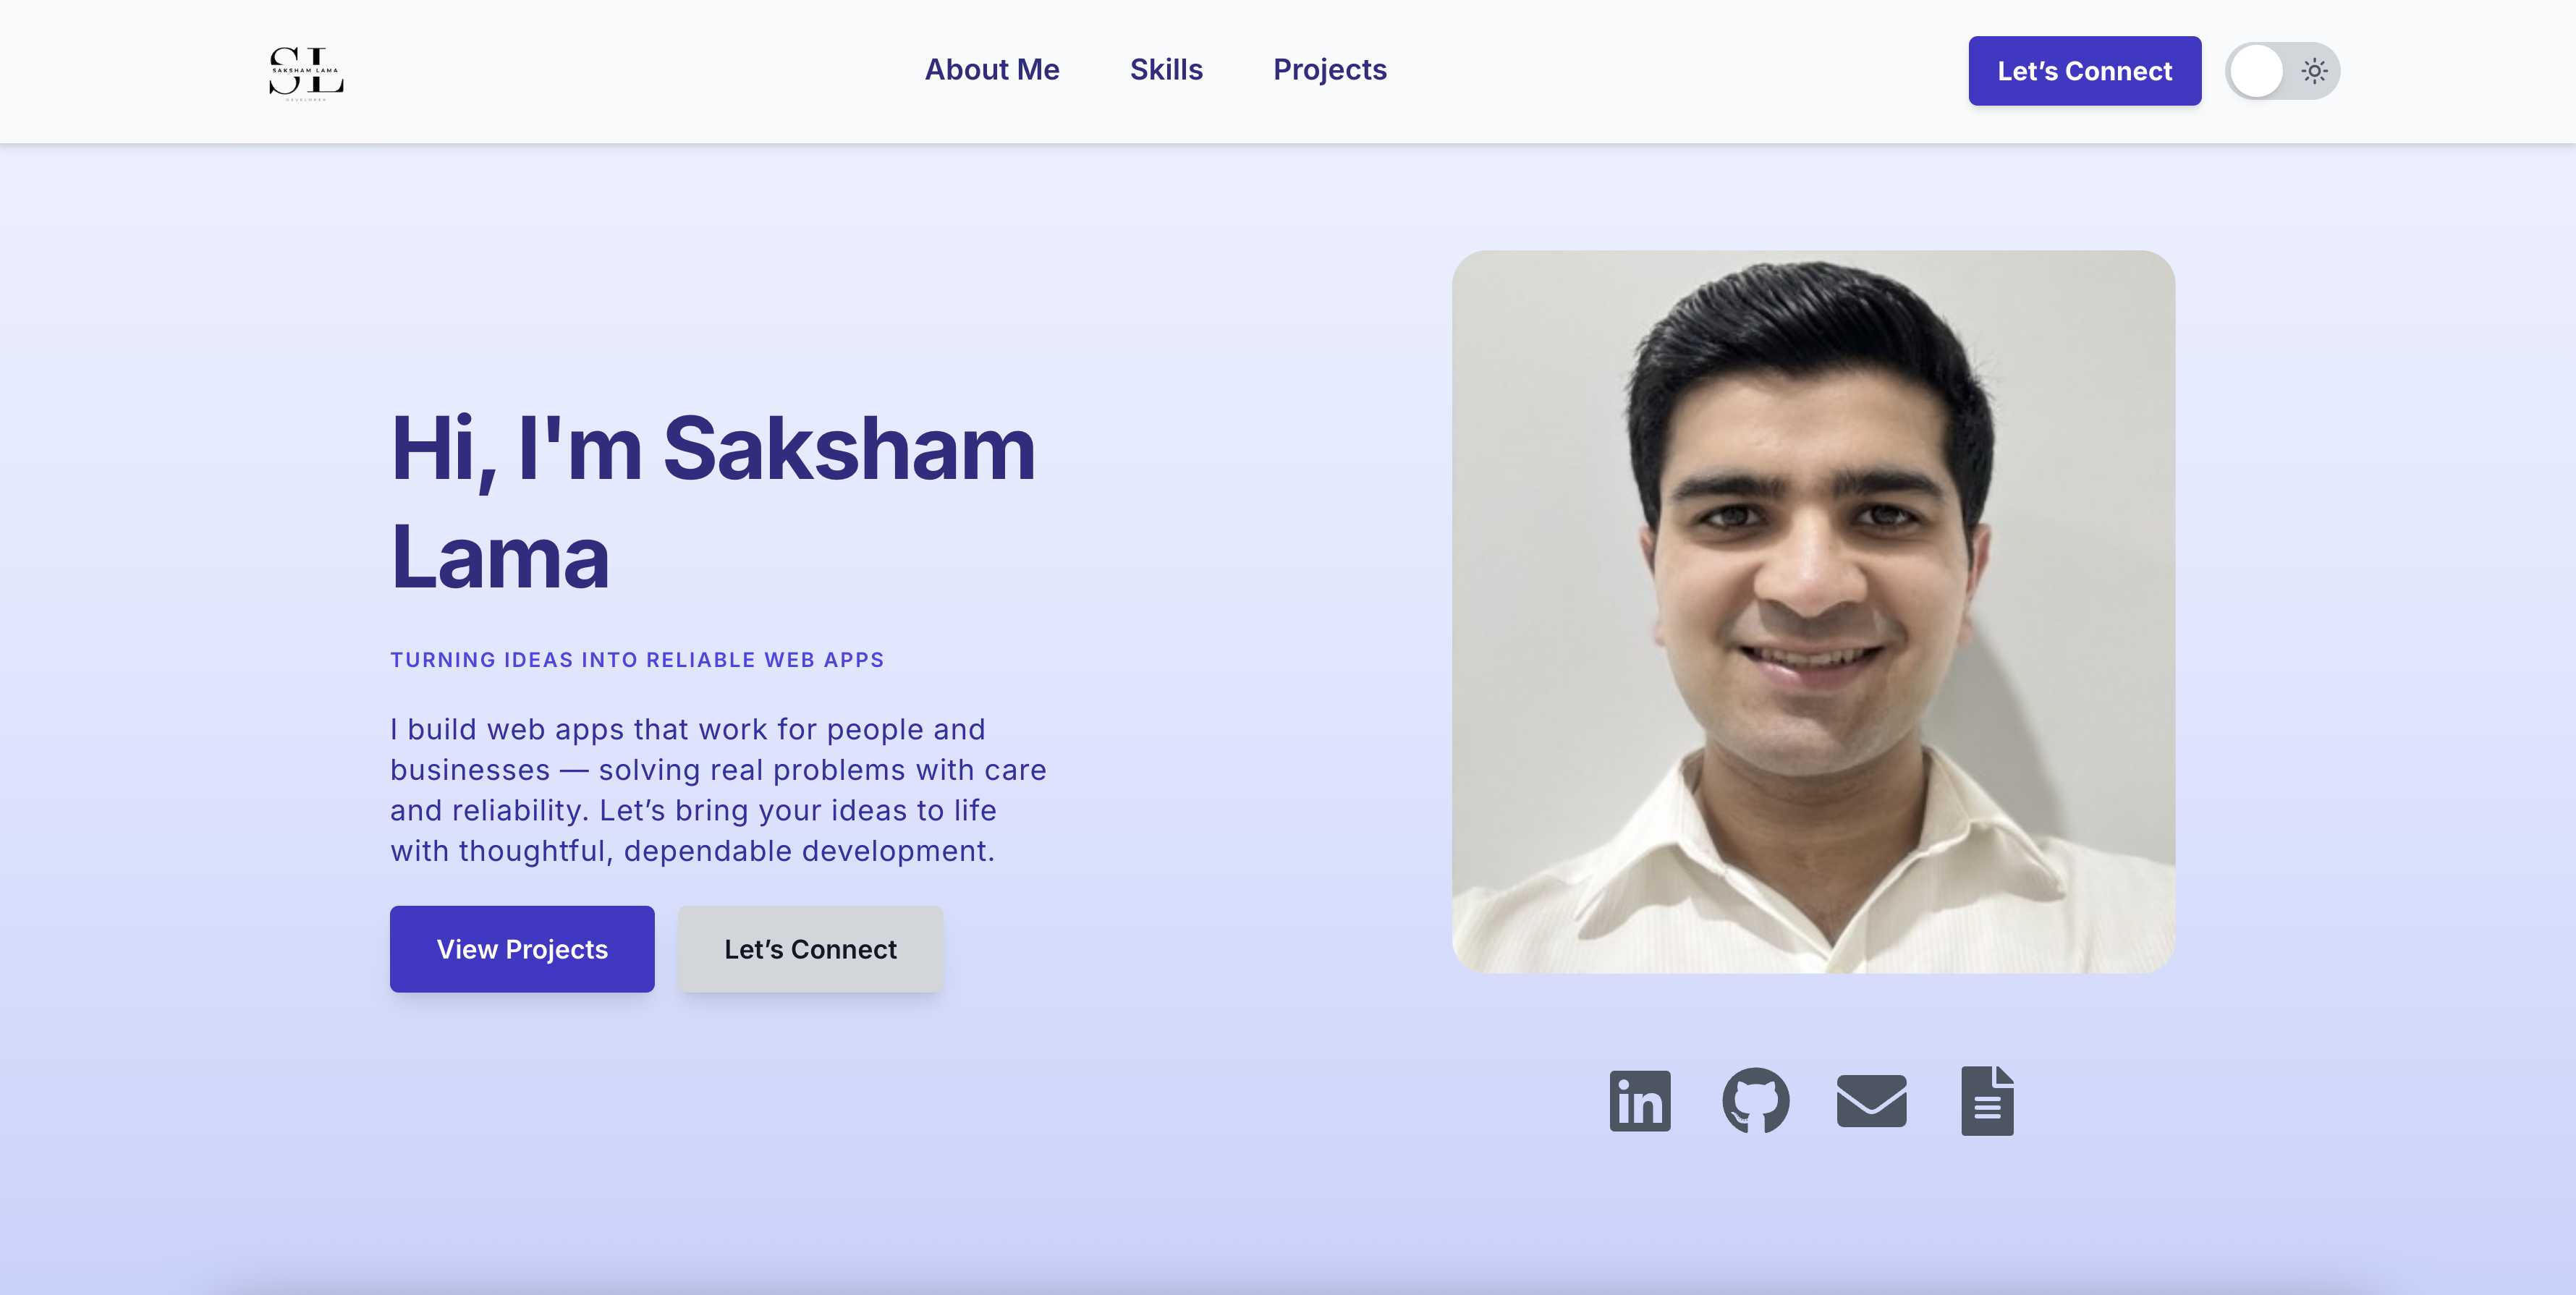 SL
SAKSHAM LAMA
DEVELOPER
About Me
Skills
Projects
Let’s Connect
Hi, I'm Saksham
Lama
TURNING IDEAS INTO RELIABLE WEB APPS
I build web apps that work for people and
businesses — solving real problems with care
and reliability. Let’s bring your ideas to life
with thoughtful, dependable development.
View Projects
Let’s Connect
in